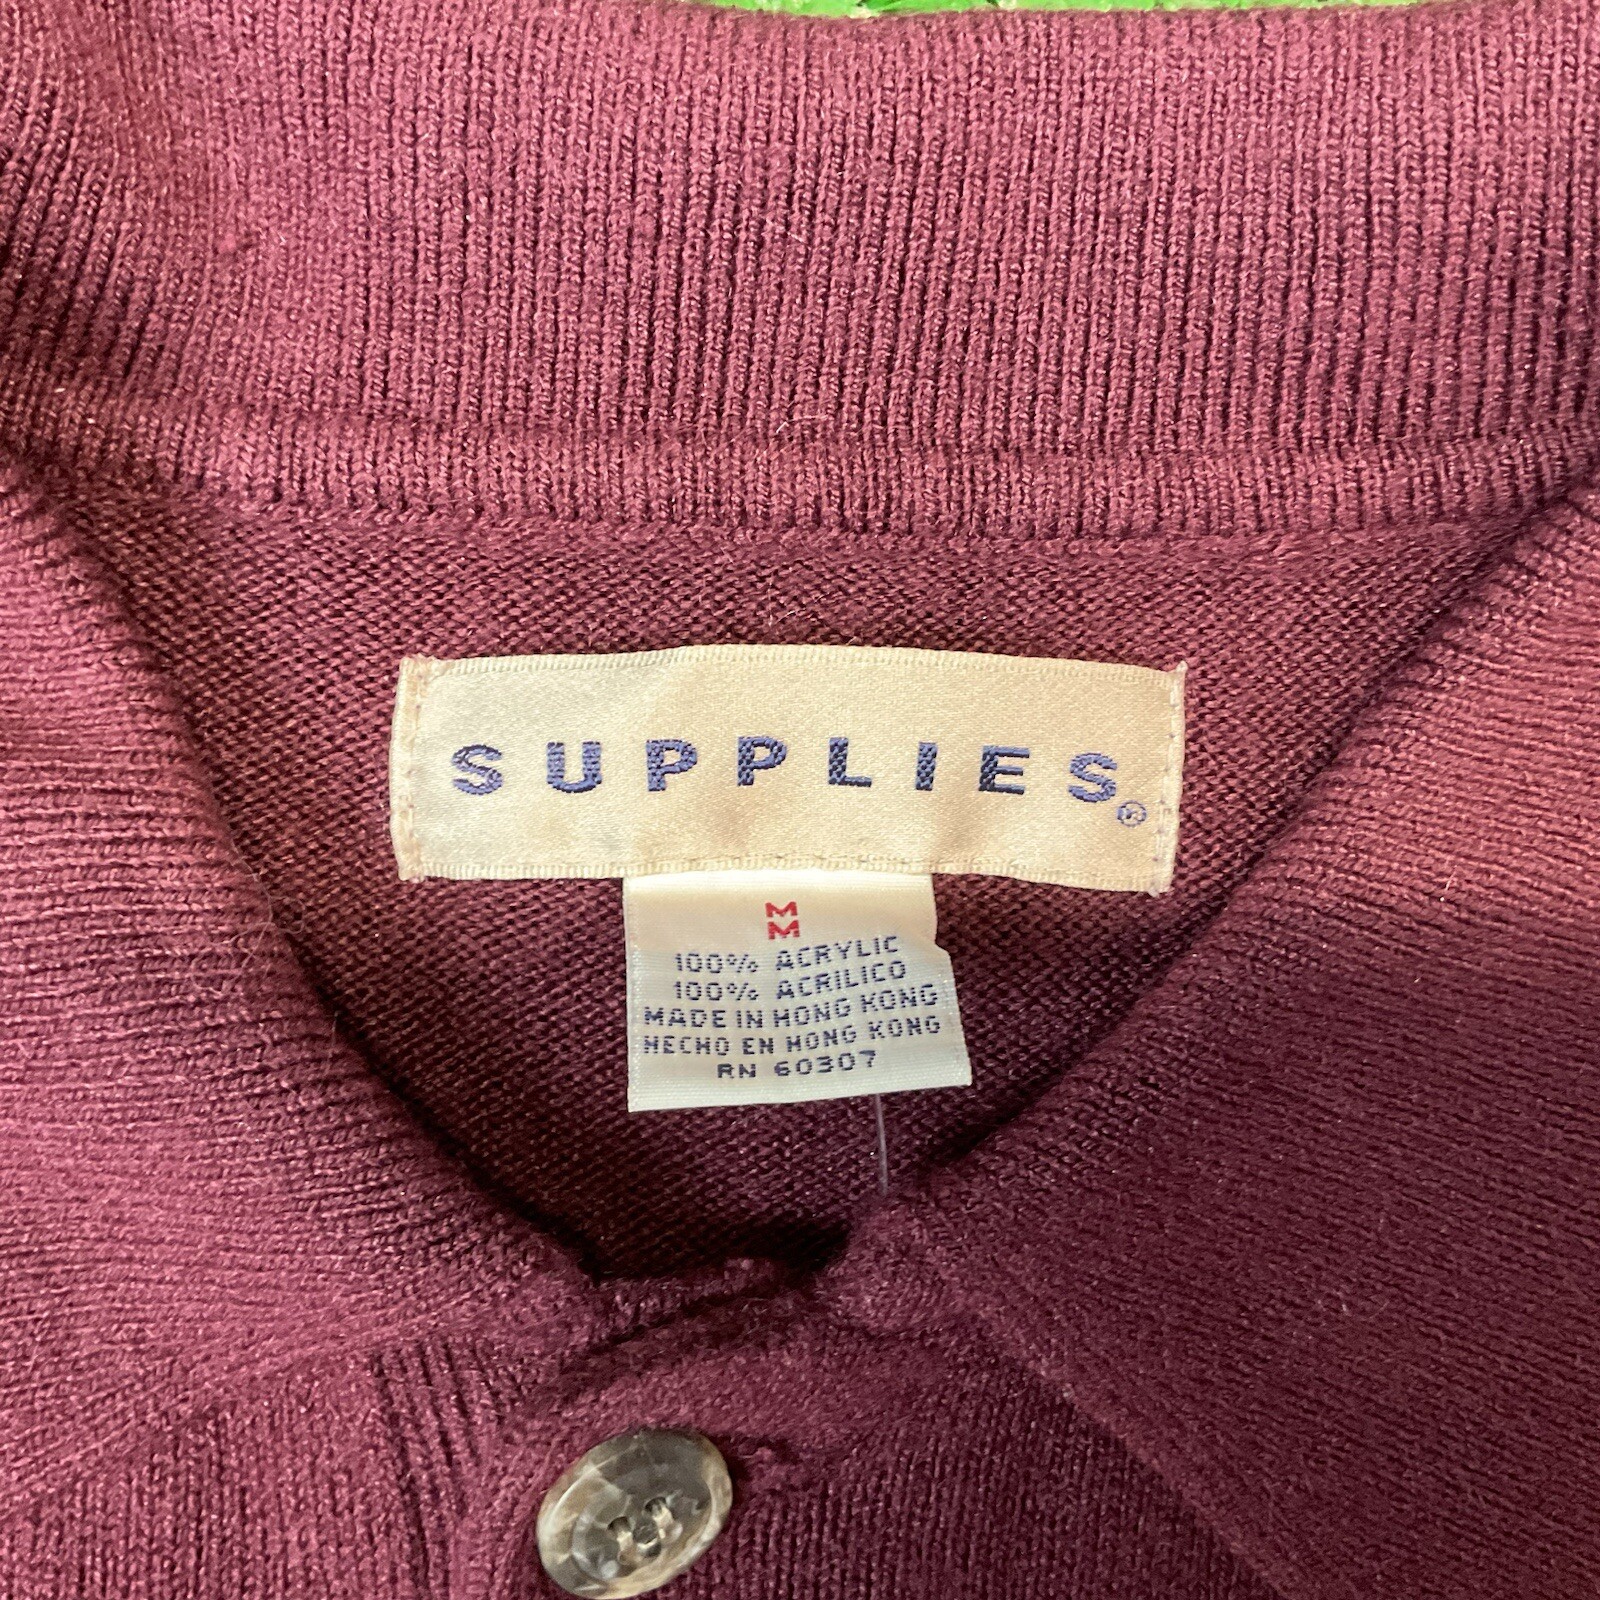 SUPPLIES®
M
M
100% ACRYLIC
100% ACRILICO
MADE IN HONG KONG
HECHO EN HONG KONG
RN 60307